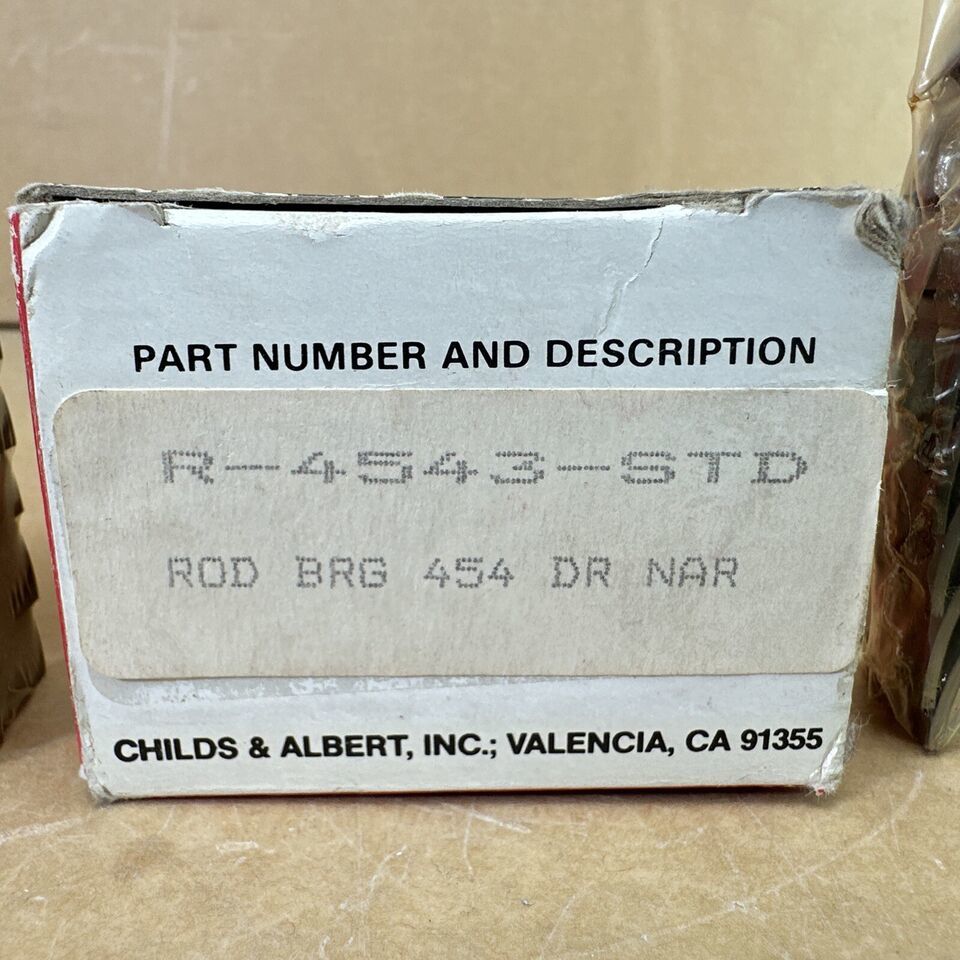 PART NUMBER AND DESCRIPTION
R-4543-STD
ROD BRG 454 DR NAR
CHILDS & ALBERT, INC.; VALENCIA, CA 91355